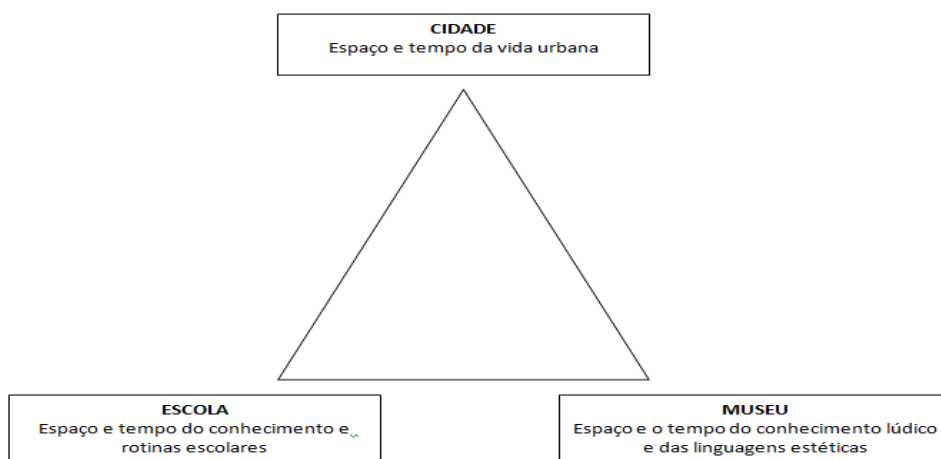 CIDADE
Espaço e tempo da vida urbana
ESCOLA
Espaço e tempo do conhecimento e
rotinas escolares
MUSEU
Espaço e o tempo do conhecimento lúdico
e das linguagens estéticas